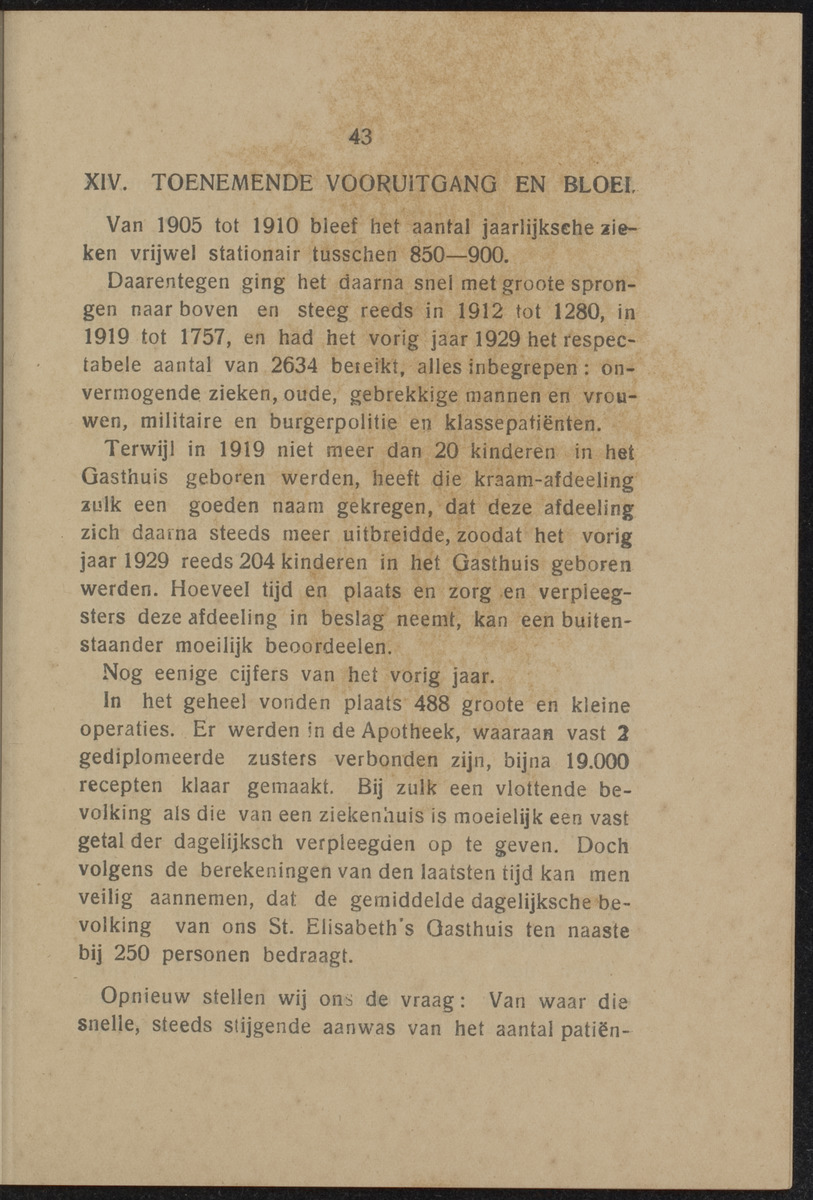 43
XIV. TOENEMENDE VOORUITGANG EN BLOEI.
Van 1905 tot 1910 bleef het aantal jaarlijksche zie-
ken vrijwel stationair tusschen 850—900.
Daarentegen ging het daarna snel met groote spron-
gen naar boven en steeg reeds in 1912 tot 1280, in
1919 tot 1757, en had het vorig jaar 1929 het respec-
tabele aantal van 2634 bereikt, alles inbegrepen : on-
vermogende zieken, oude, gebrekkige mannen en vrou-
wen, militaire en burgerpolitie en klassepatiënten.
Terwijl in 1919 niet meer dan 20 kinderen in het
Gasthuis geboren werden, heeft die kraam-afdeeling
zulk een goeden naam gekregen, dat deze afdeeling
zich daarna steeds meer uitbreidde, zoodat het vorig
jaar 1929 reeds 204 kinderen in het Gasthuis geboren
werden. Hoeveel tijd en plaats en zorg en verpleeg-
sters deze afdeeling in beslag neemt, kan een buiten-
staander moeilijk beoordeelen.
Nog eenige cijfers van het vorig jaar.
In het geheel vonden plaats 488 groote en kleine
operaties. Er werden in de Apotheek, waaraan vast 2
gediplomeerde zusters verbonden zijn, bijna 19.000
recepten klaar gemaakt. Bij zulk een vlottende be-
volking als die van een ziekenhuis is moeielijk een vast
getal der dagelijksch verpleegden op te geven. Doch
volgens de berekeningen van den laatsten tijd kan men
veilig aannemen, dat de gemiddelde dagelijksche be-
volking van ons St. Elisabeth's Gasthuis ten naaste
bij 250 personen bedraagt.
Opnieuw stellen wij ons de vraag : Van waar die
snelle, steeds stijgende aanwas van het aantal patiën-